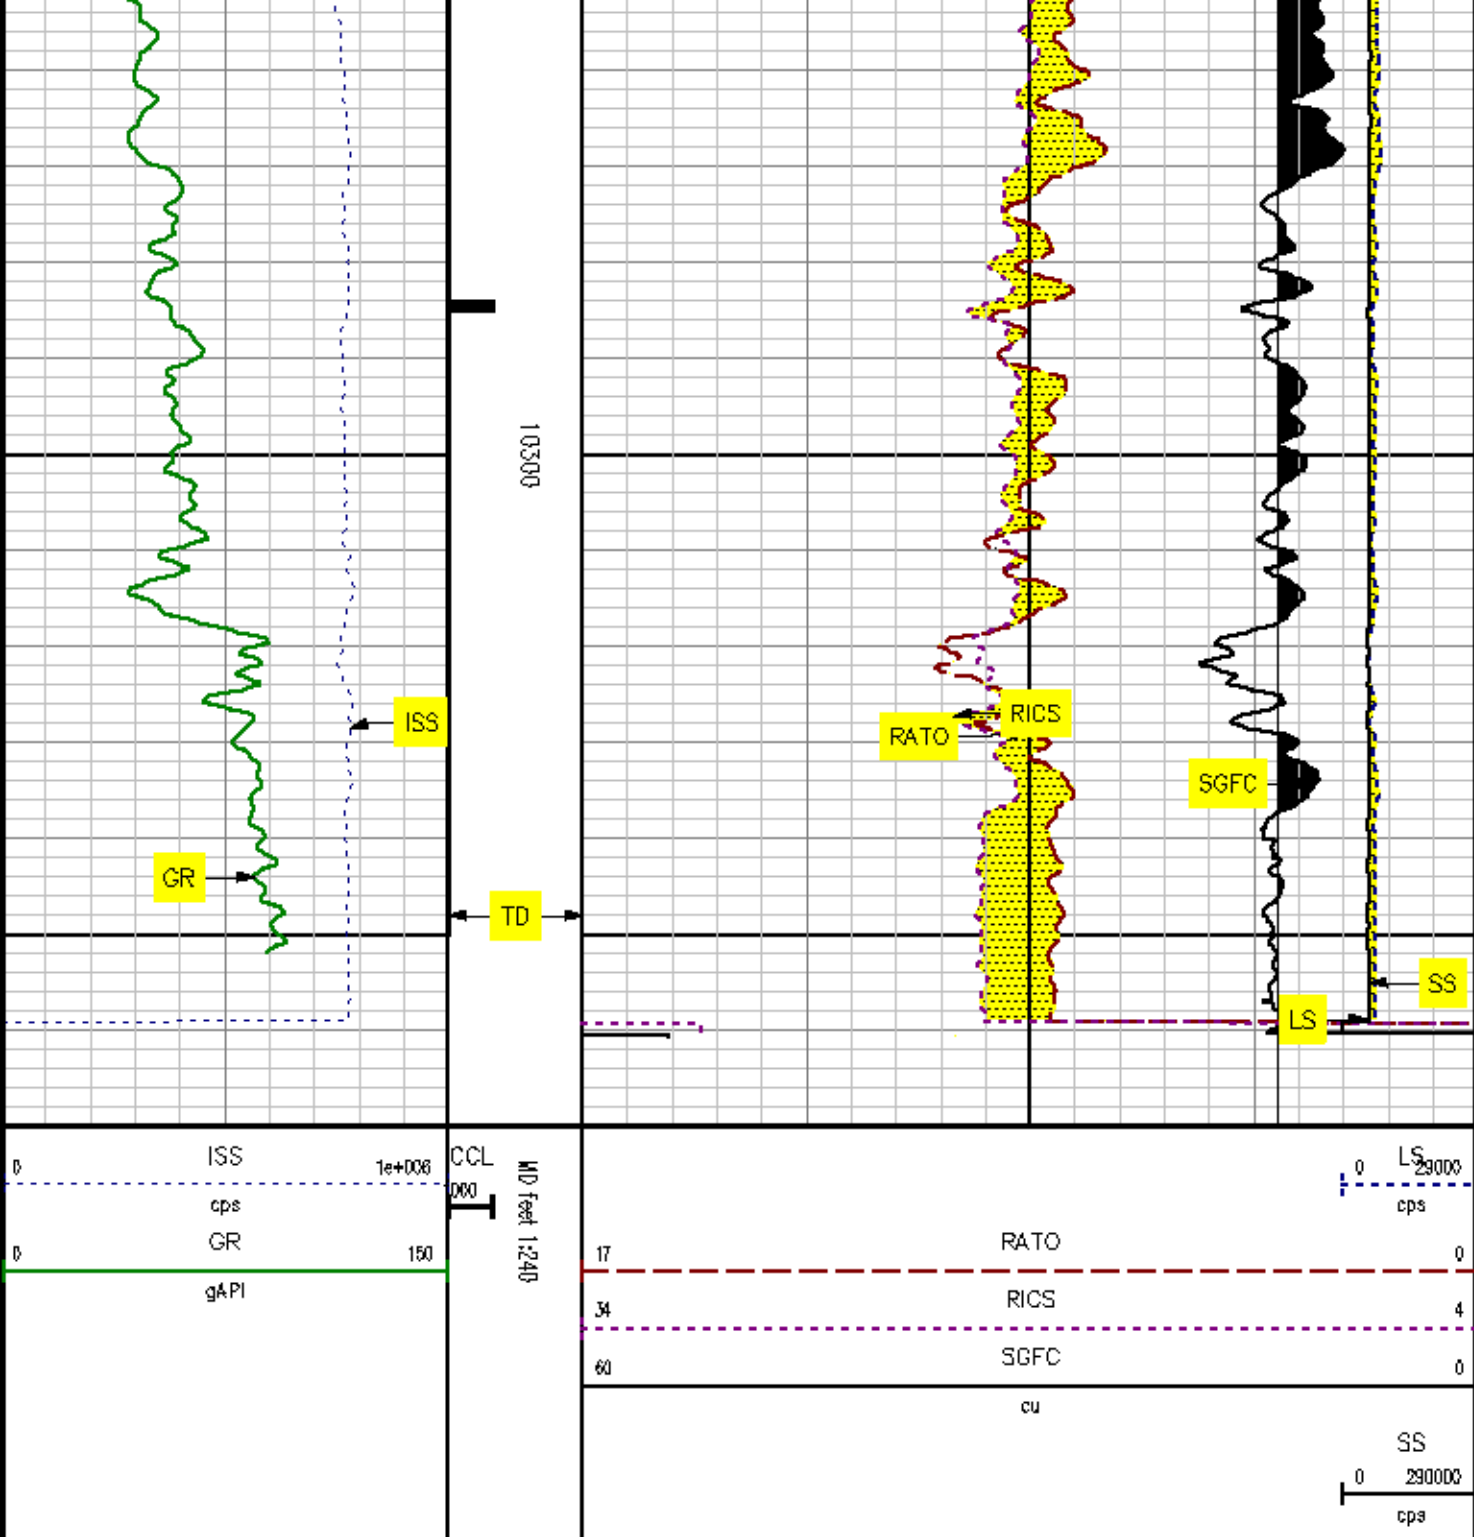 10300
ISS
RICS
RATO
SGFC
GR
TD
SS
LS
ISS
0 1e+006
cps
GR
0 150
gAPI
CCL
000
MD feet 1:240
LS
0 29000
cps
RATO
17 0
RICS
34 4
SGFC
60 0
cu
SS
0 290000
cps